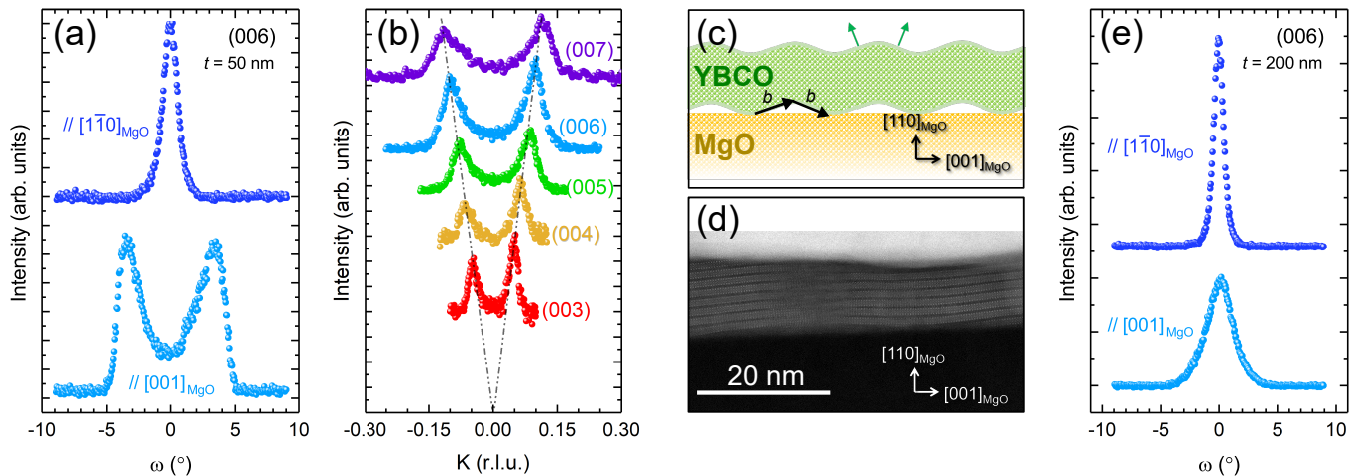 (a)
(006)
t = 50 nm
// [11̅0]MgO
// [001]MgO
Intensity (arb. units)
-10
-5
0
5
10
ω (°)
(b)
(007)
(006)
(005)
(004)
(003)
Intensity (arb. units)
-0.30
-0.15
0.00
0.15
0.30
K (r.l.u.)
(c)
YBCO
b
b
MgO
[110]MgO
[001]MgO
(d)
[110]MgO
[001]MgO
20 nm
(e)
(006)
t = 200 nm
// [11̅0]MgO
// [001]MgO
Intensity (arb. units)
-10
-5
0
5
10
ω (°)